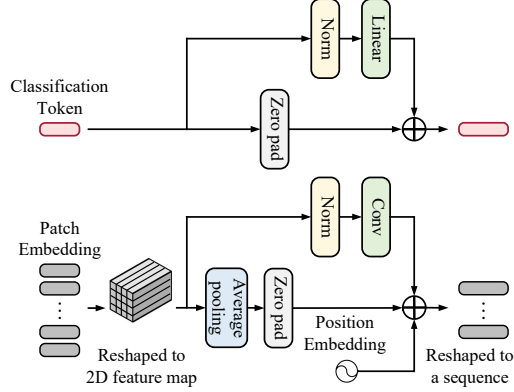 Norm
Linear
Classification
Token
Zero pad
Patch
Embedding
Norm
Conv
Average
pooling
Zero pad
Position
Embedding
Reshaped to
2D feature map
Reshaped to
a sequence